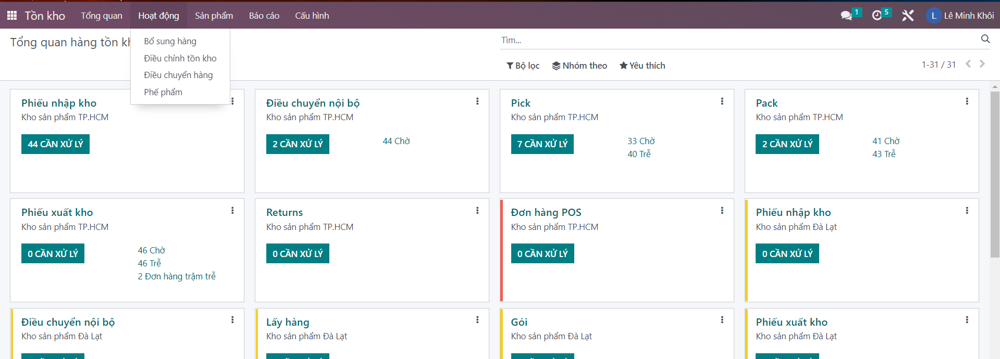 Tồn kho Tổng quan Hoạt động Sản phẩm Báo cáo Cấu hình 1 5 L Lê Minh Khôi
Tổng quan hàng tồn kh
Tìm...
Bổ sung hàng
Điều chỉnh tồn kho
Điều chuyển hàng
Phế phẩm
Bộ lọc Nhóm theo Yêu thích 1-31 / 31
Phiếu nhập kho
Kho sản phẩm TP.HCM
44 CẦN XỬ LÝ
Điều chuyển nội bộ
Kho sản phẩm TP.HCM
2 CẦN XỬ LÝ
44 Chờ
Pick
Kho sản phẩm TP.HCM
7 CẦN XỬ LÝ
33 Chờ
40 Trễ
Pack
Kho sản phẩm TP.HCM
2 CẦN XỬ LÝ
41 Chờ
43 Trễ
Phiếu xuất kho
Kho sản phẩm TP.HCM
0 CẦN XỬ LÝ
46 Chờ
46 Trễ
2 Đơn hàng trậm trễ
Returns
Kho sản phẩm TP.HCM
0 CẦN XỬ LÝ
Đơn hàng POS
Kho sản phẩm TP.HCM
0 CẦN XỬ LÝ
Phiếu nhập kho
Kho sản phẩm Đà Lạt
0 CẦN XỬ LÝ
Điều chuyển nội bộ
Kho sản phẩm Đà Lạt
Lấy hàng
Kho sản phẩm Đà Lạt
Gói
Kho sản phẩm Đà Lạt
Phiếu xuất kho
Kho sản phẩm Đà Lạt